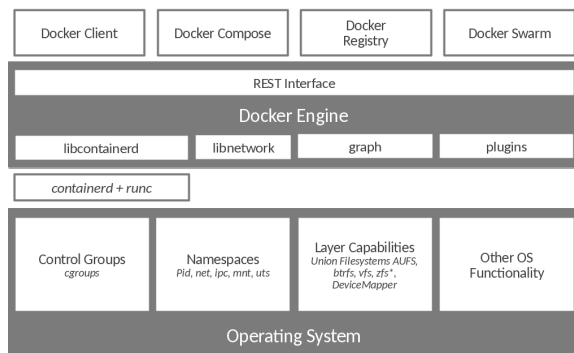 Docker Client
Docker Compose
Docker
Registry
Docker Swarm
REST Interface
Docker Engine
libcontainerd
libnetwork
graph
plugins
containerd + runc
Control Groups
cgroups
Namespaces
Pid, net, ipc, mnt, uts
Layer Capabilities
Union Filesystems AUFS,
btrfs, vfs, zfs*,
DeviceMapper
Other OS
Functionality
Operating System